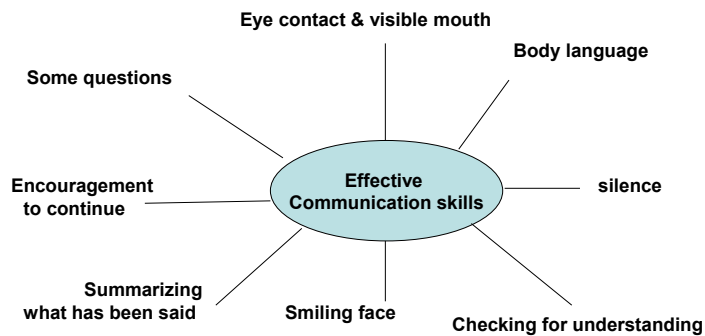 Eye contact & visible mouth
Body language
Some questions
Effective
Communication skills
Encouragement
to continue
silence
Summarizing
what has been said
Smiling face
Checking for understanding